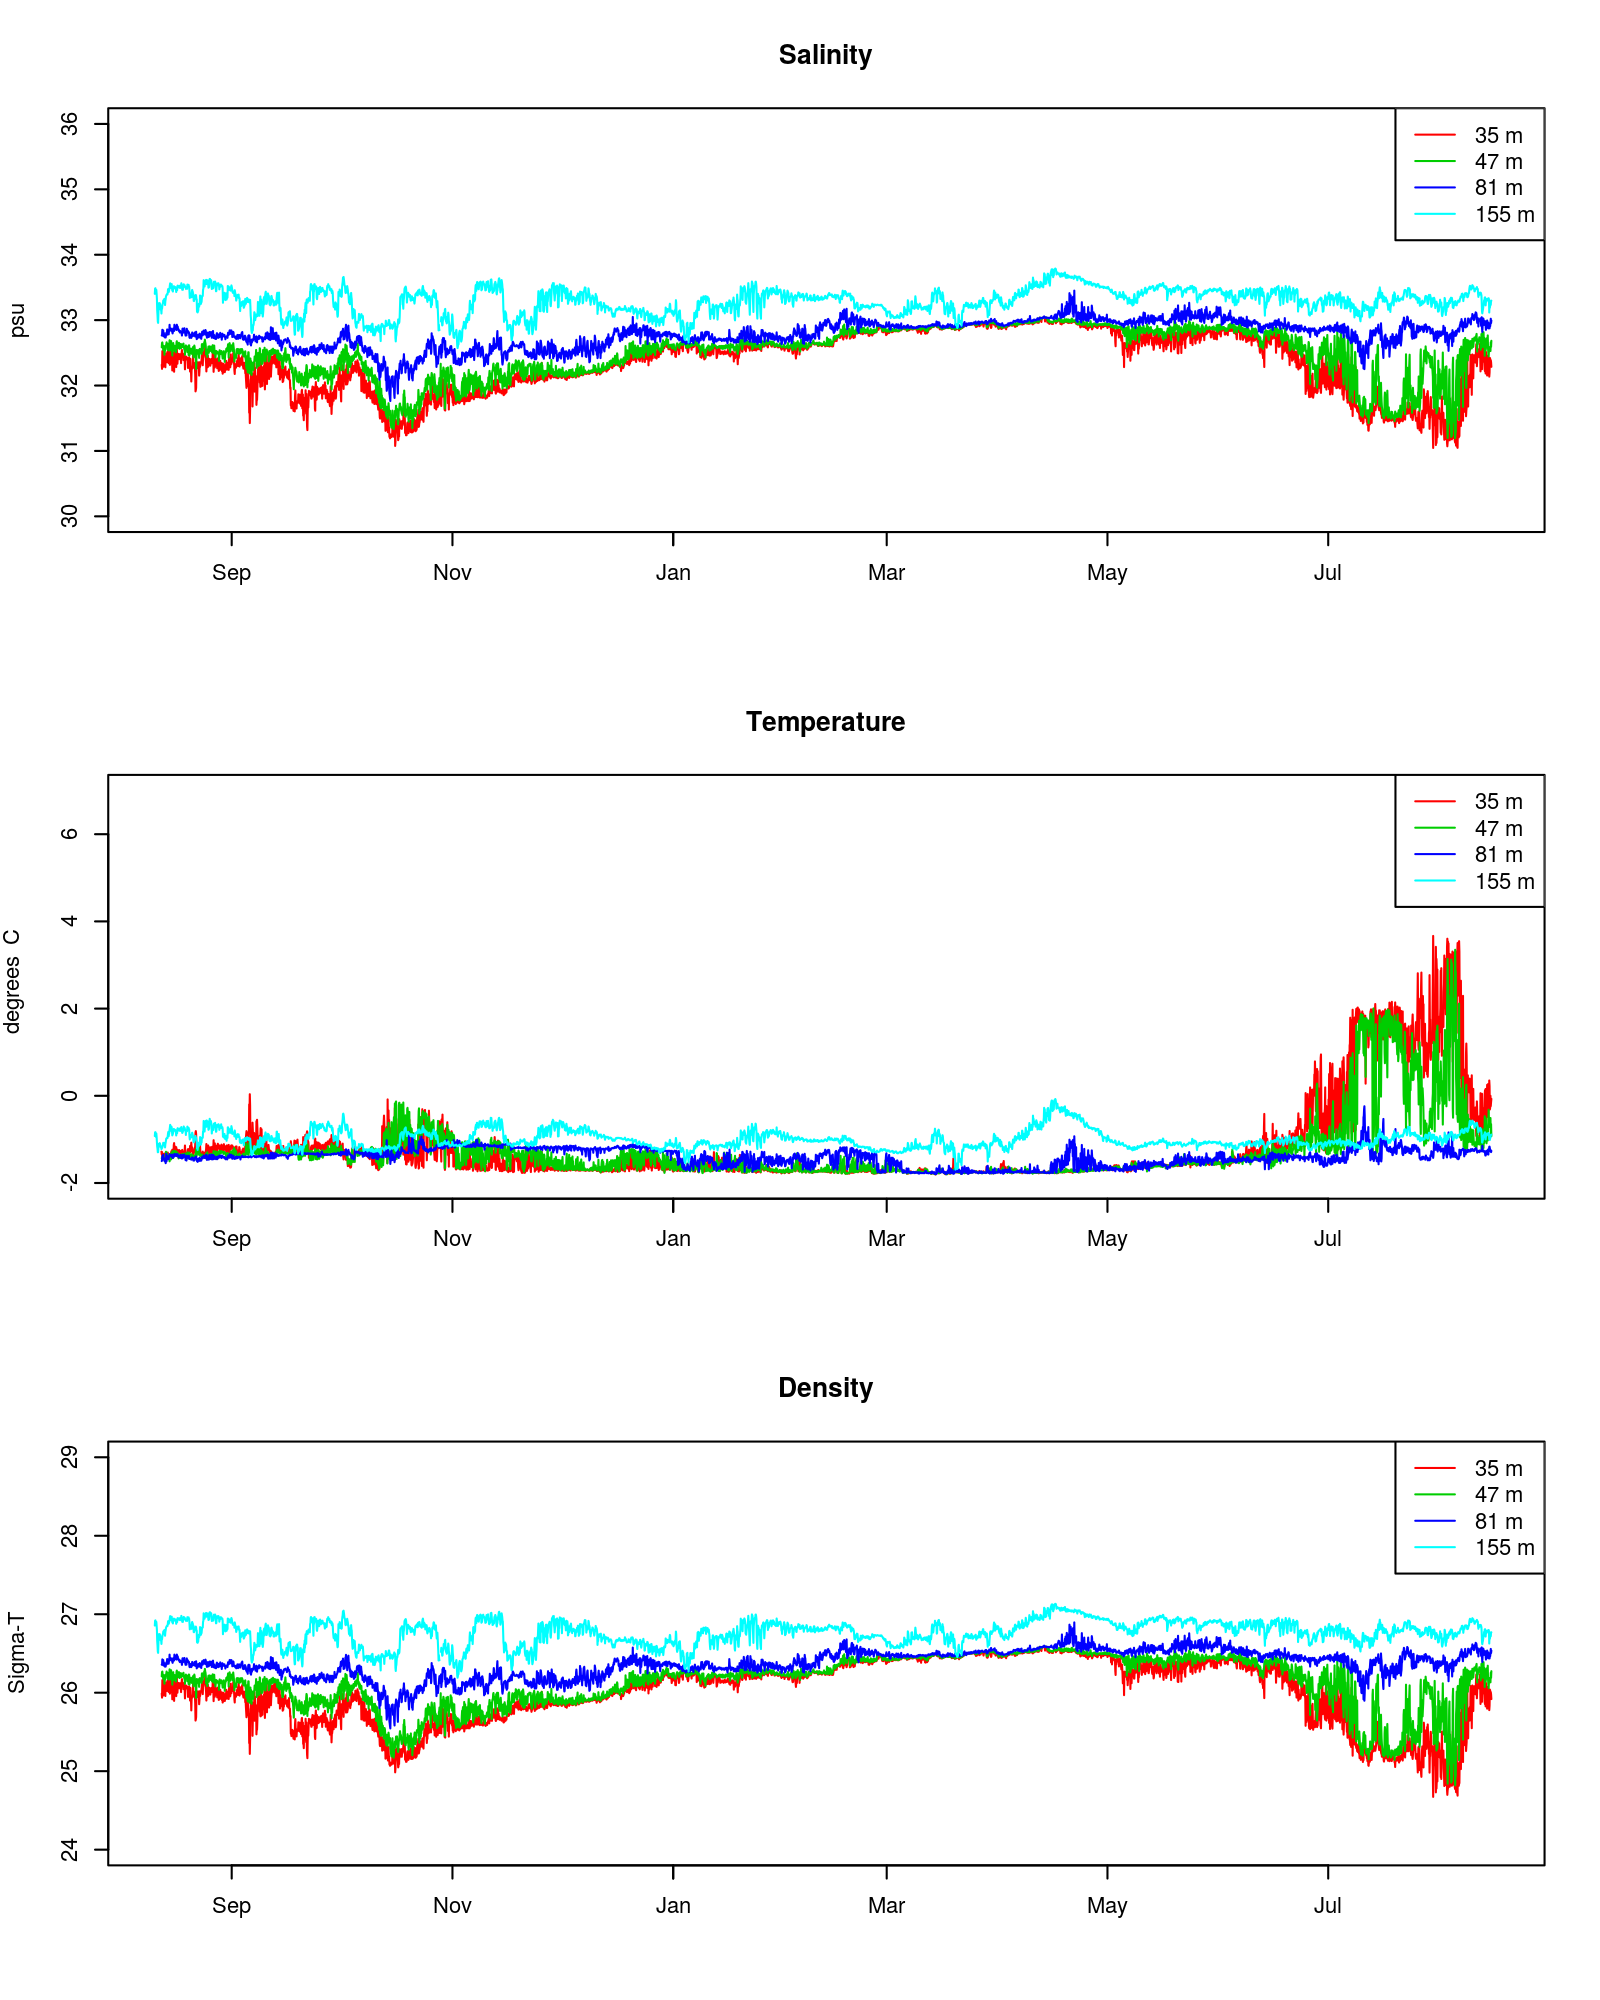 Salinity
psu
36
35
34
33
32
31
30
35 m
47 m
81 m
155 m
Sep Nov Jan Mar May Jul
Temperature
degrees C
6
4
2
0
-2
35 m
47 m
81 m
155 m
Sep Nov Jan Mar May Jul
Density
Sigma-T
29
28
27
26
25
24
35 m
47 m
81 m
155 m
Sep Nov Jan Mar May Jul